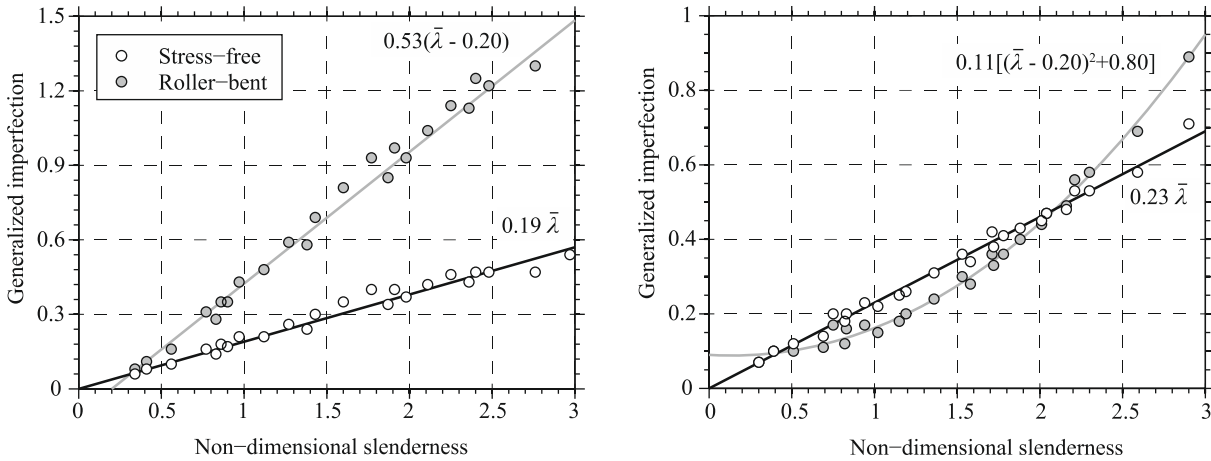 Generalized imperfection
1.5
1.2
0.9
0.6
0.3
0
Stress−free
Roller−bent
0.53(λ̄ - 0.20)
0.19 λ̄
0 0.5 1 1.5 2 2.5 3
Non−dimensional slenderness
Generalized imperfection
1
0.8
0.6
0.4
0.2
0
0.11[(λ̄ - 0.20)²+0.80]
0.23 λ̄
0 0.5 1 1.5 2 2.5 3
Non−dimensional slenderness